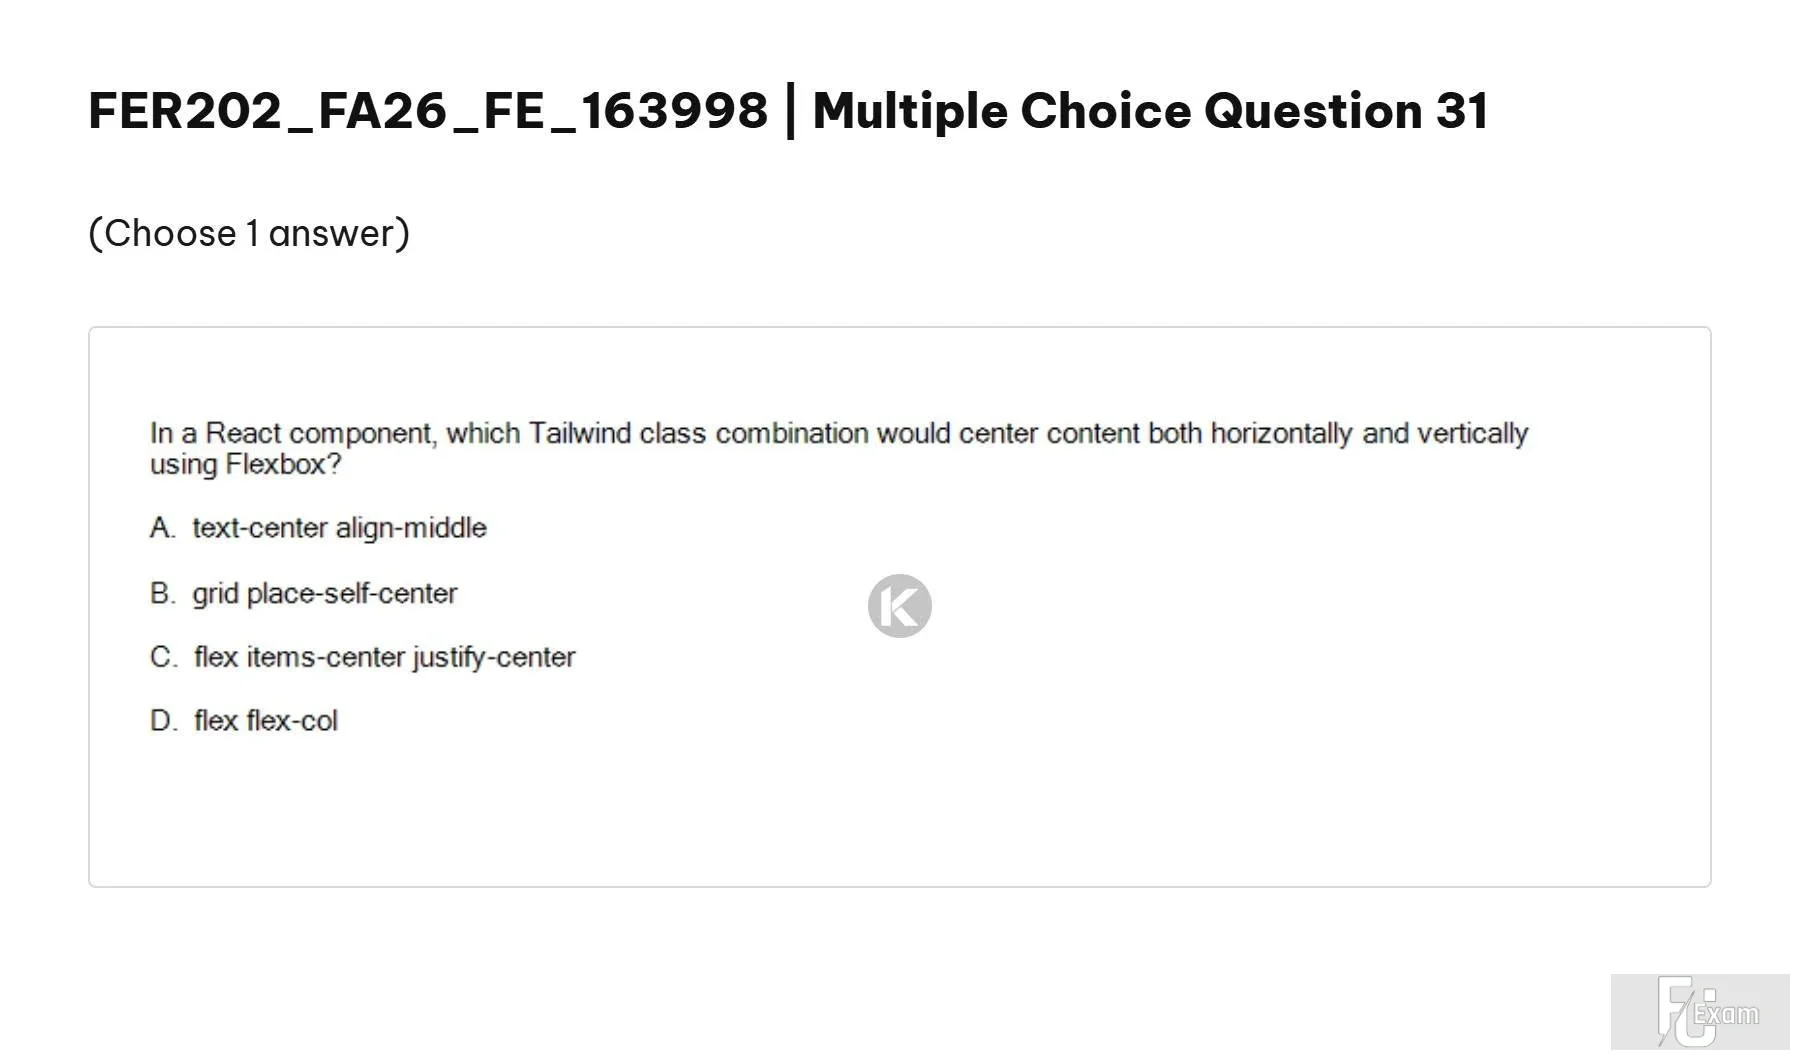 FER202_FA26_FE_163998 | Multiple Choice Question 31
(Choose 1 answer)
In a React component, which Tailwind class combination would center content both horizontally and vertically
using Flexbox?
A. text-center align-middle
B. grid place-self-center
C. flex items-center justify-center
D. flex flex-col
K
FU Exam